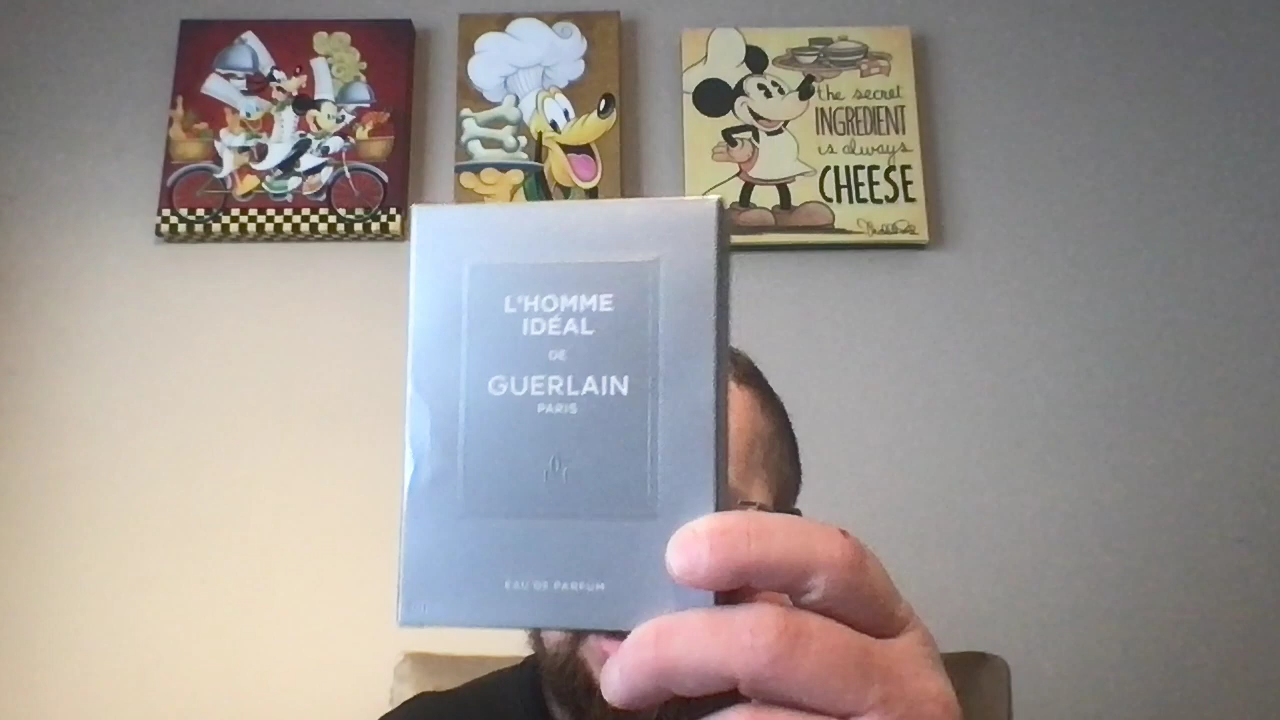 the secret
INGREDIENT
is always
CHEESE
L'HOMME
IDÉAL
DE
GUERLAIN
PARIS
EAU DE PARFUM